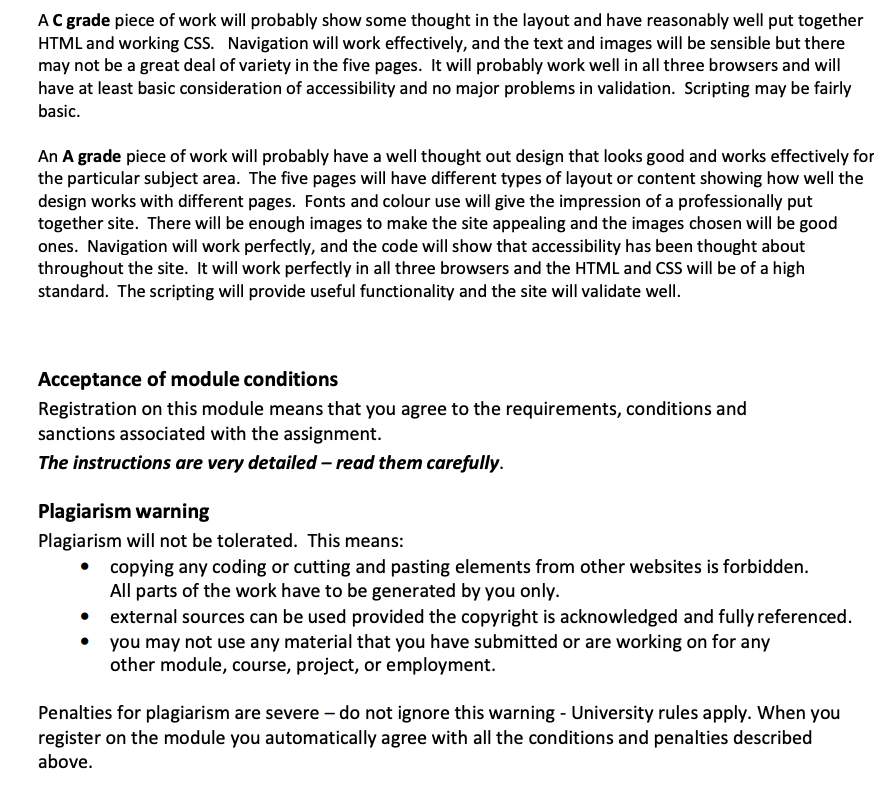 A C grade piece of work will probably show some thought in the layout and have reasonably well put together
HTML and working CSS.   Navigation will work effectively, and the text and images will be sensible but there
may not be a great deal of variety in the five pages.  It will probably work well in all three browsers and will
have at least basic consideration of accessibility and no major problems in validation.  Scripting may be fairly
basic.

An A grade piece of work will probably have a well thought out design that looks good and works effectively for
the particular subject area.  The five pages will have different types of layout or content showing how well the
design works with different pages.  Fonts and colour use will give the impression of a professionally put
together site.  There will be enough images to make the site appealing and the images chosen will be good
ones.  Navigation will work perfectly, and the code will show that accessibility has been thought about
throughout the site.  It will work perfectly in all three browsers and the HTML and CSS will be of a high
standard.  The scripting will provide useful functionality and the site will validate well.

Acceptance of module conditions
Registration on this module means that you agree to the requirements, conditions and
sanctions associated with the assignment.
The instructions are very detailed – read them carefully.

Plagiarism warning
Plagiarism will not be tolerated.  This means:
• copying any coding or cutting and pasting elements from other websites is forbidden.
All parts of the work have to be generated by you only.
• external sources can be used provided the copyright is acknowledged and fully referenced.
• you may not use any material that you have submitted or are working on for any
other module, course, project, or employment.

Penalties for plagiarism are severe – do not ignore this warning - University rules apply. When you
register on the module you automatically agree with all the conditions and penalties described
above.